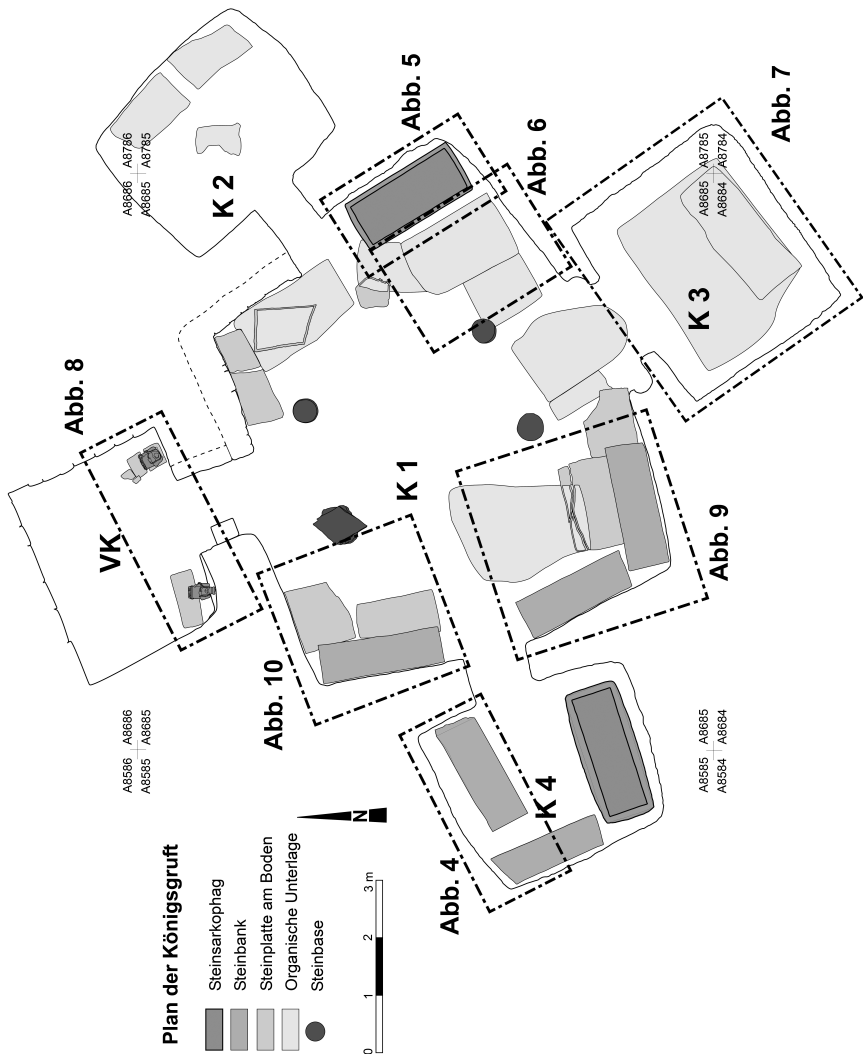 Plan der Königsgruft
Steinsarkophag
Steinbank
Steinplatte am Boden
Organische Unterlage
Steinbase
0 1 2 3 m
N
Abb. 4
Abb. 5
Abb. 6
Abb. 7
Abb. 8
Abb. 9
Abb. 10
VK
K 1
K 2
K 3
K 4
A8586 A8686
A8585 A8685
A8686 A8786
A8685 A8785
A8685 A8785
A8684 A8784
A8585 A8685
A8584 A8684